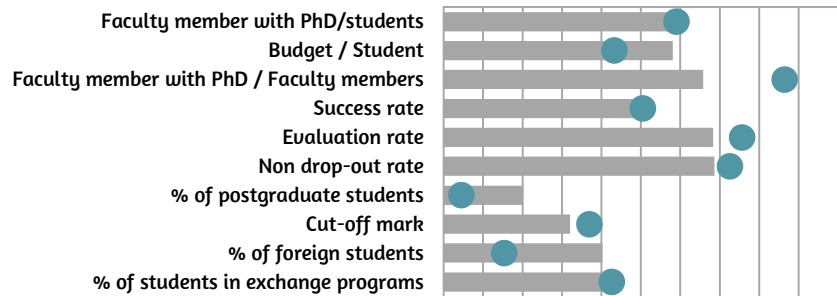 Faculty member with PhD/students
Budget / Student
Faculty member with PhD / Faculty members
Success rate
Evaluation rate
Non drop-out rate
% of postgraduate students
Cut-off mark
% of foreign students
% of students in exchange programs